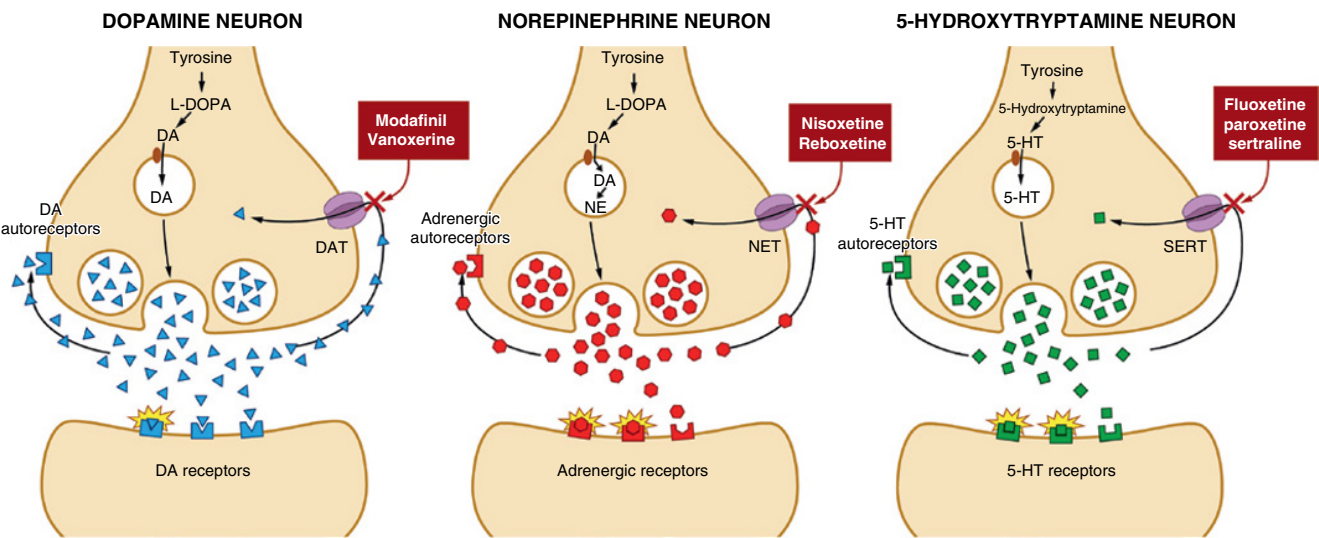 DOPAMINE NEURON
Tyrosine
L-DOPA
DA
DA
Modafinil
Vanoxerine
DAT
DA
autoreceptors
DA receptors
NOREPINEPHRINE NEURON
Tyrosine
L-DOPA
DA
DA
NE
Nisoxetine
Reboxetine
NET
Adrenergic
autoreceptors
Adrenergic receptors
5-HYDROXYTRYPTAMINE NEURON
Tyrosine
5-Hydroxytryptamine
5-HT
5-HT
Fluoxetine
paroxetine
sertraline
SERT
5-HT
autoreceptors
5-HT receptors